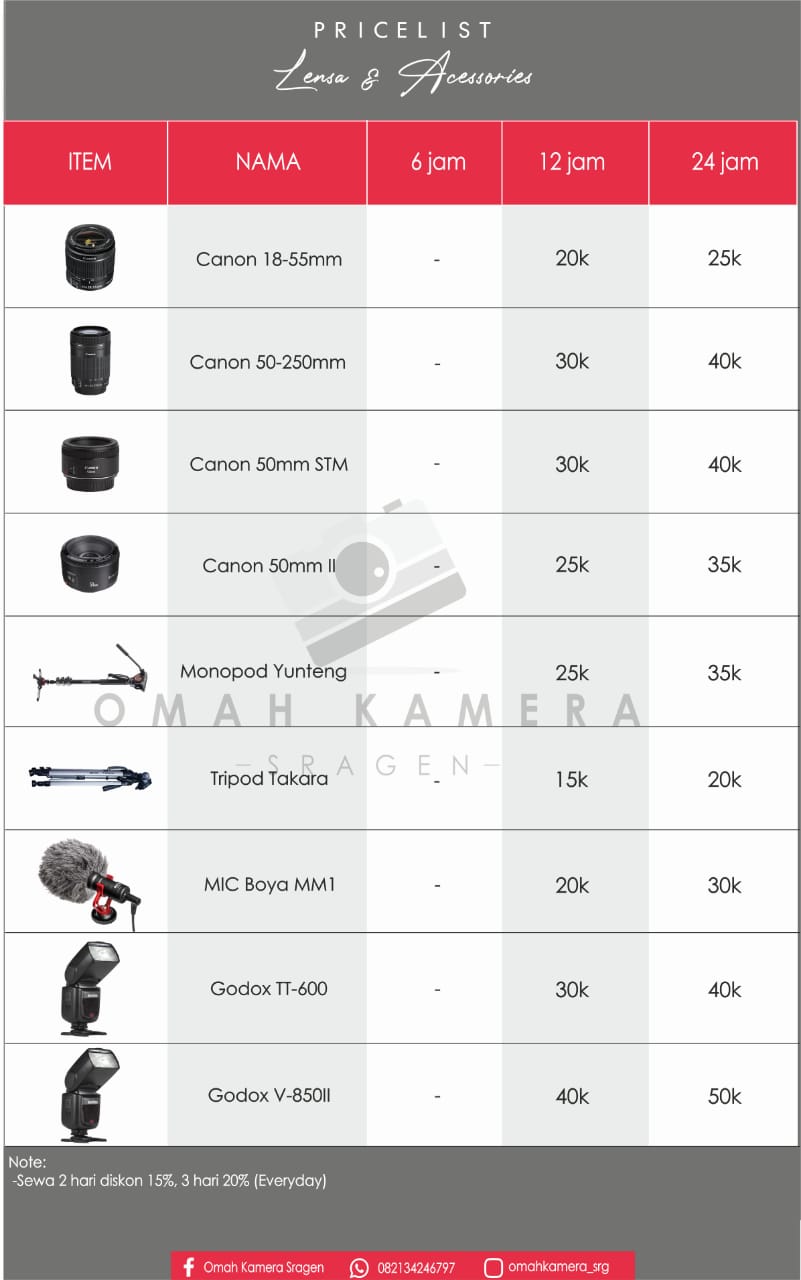 PRICELIST
Lensa & Acessories
ITEM NAMA 6 jam 12 jam 24 jam
Canon 18-55mm - 20k 25k
Canon 50-250mm - 30k 40k
Canon 50mm STM - 30k 40k
Canon 50mm II - 25k 35k
Monopod Yunteng - 25k 35k
OMAH KAMERA
-SRAGEN-
Tripod Takara - 15k 20k
MIC Boya MM1 - 20k 30k
Godox TT-600 - 30k 40k
Godox V-850II - 40k 50k
Note:
-Sewa 2 hari diskon 15%, 3 hari 20% (Everyday)
Omah Kamera Sragen 082134246797 omahkamera_srg